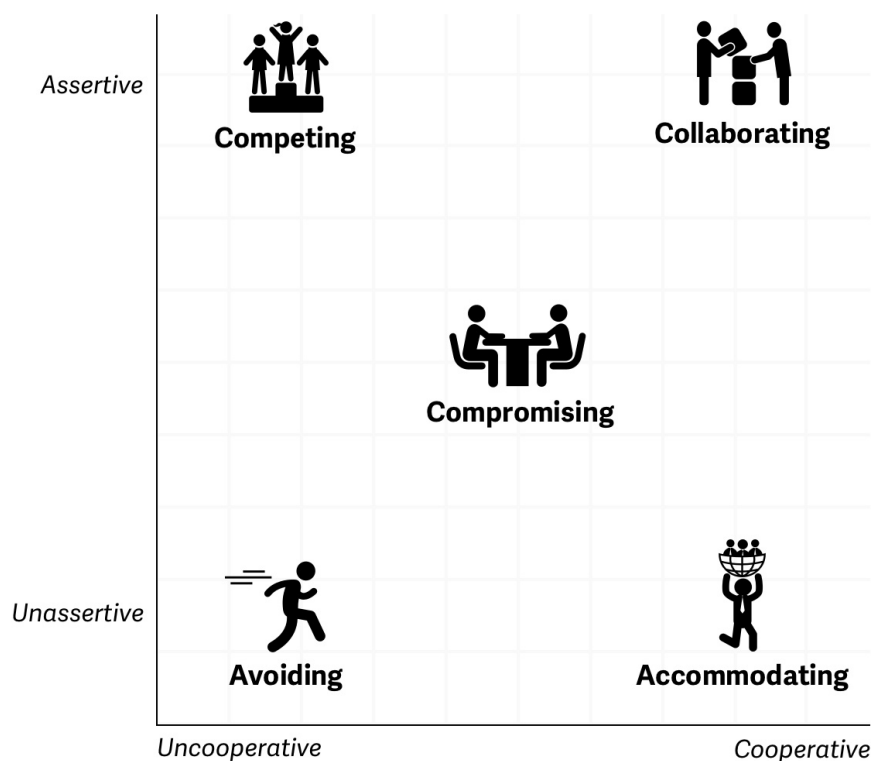 Assertive
Competing
Collaborating
Compromising
Unassertive
Avoiding
Accommodating
Uncooperative
Cooperative